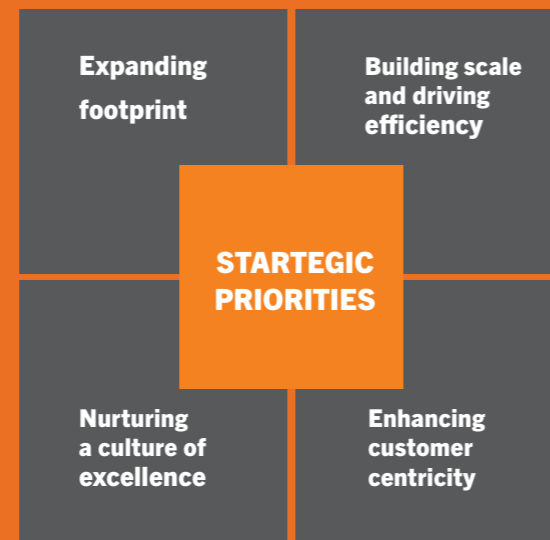 Expanding
footprint
Building scale
and driving
efficiency
STARTEGIC
PRIORITIES
Nurturing
a culture of
excellence
Enhancing
customer
centricity